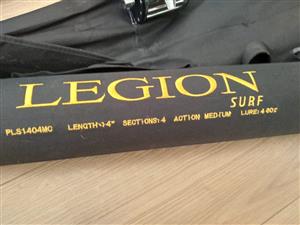 LEGION
SURF
PLS1404MC LENGTH:14" SECTIONS:4 ACTION MEDIUM LURE:4-8oz